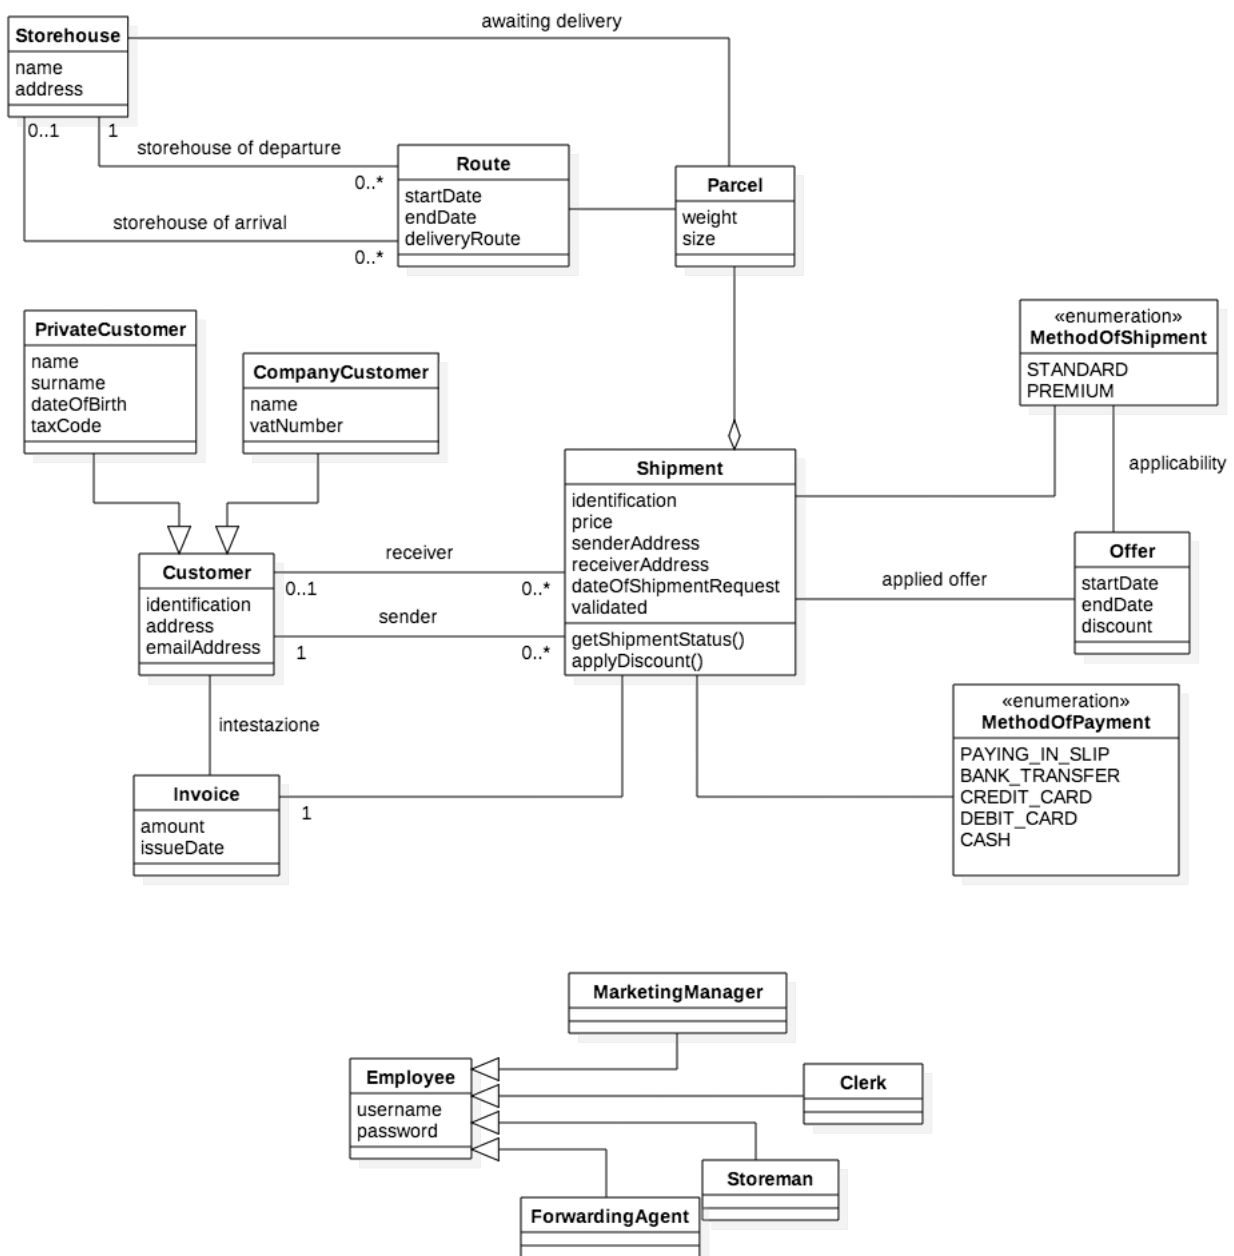 awaiting delivery
Storehouse
name
address
0..1
1
storehouse of departure
0..*
storehouse of arrival
0..*
Route
startDate
endDate
deliveryRoute
Parcel
weight
size
PrivateCustomer
name
surname
dateOfBirth
taxCode
CompanyCustomer
name
vatNumber
«enumeration»
MethodOfShipment
STANDARD
PREMIUM
applicability
Shipment
identification
price
senderAddress
receiverAddress
dateOfShipmentRequest
validated
getShipmentStatus()
applyDiscount()
Customer
identification
address
emailAddress
receiver
0..1
0..*
sender
1
0..*
applied offer
Offer
startDate
endDate
discount
intestazione
«enumeration»
MethodOfPayment
PAYING_IN_SLIP
BANK_TRANSFER
CREDIT_CARD
DEBIT_CARD
CASH
Invoice
amount
issueDate
1
MarketingManager
Employee
username
password
Clerk
Storeman
ForwardingAgent